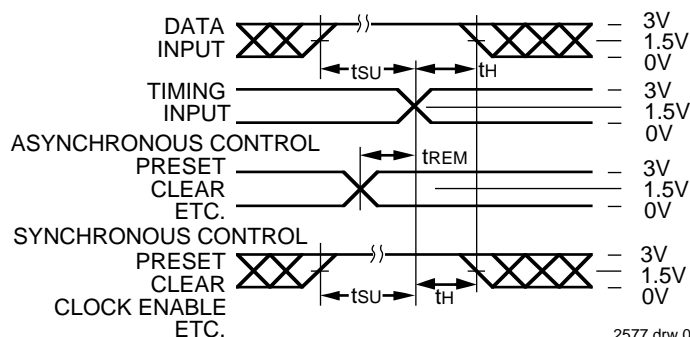 DATA
INPUT
tSU
tH
3V
1.5V
0V
TIMING
INPUT
3V
1.5V
0V
ASYNCHRONOUS CONTROL
PRESET
CLEAR
ETC.
tREM
3V
1.5V
0V
SYNCHRONOUS CONTROL
PRESET
CLEAR
CLOCK ENABLE
ETC.
tSU
tH
3V
1.5V
0V
2577 drw 0